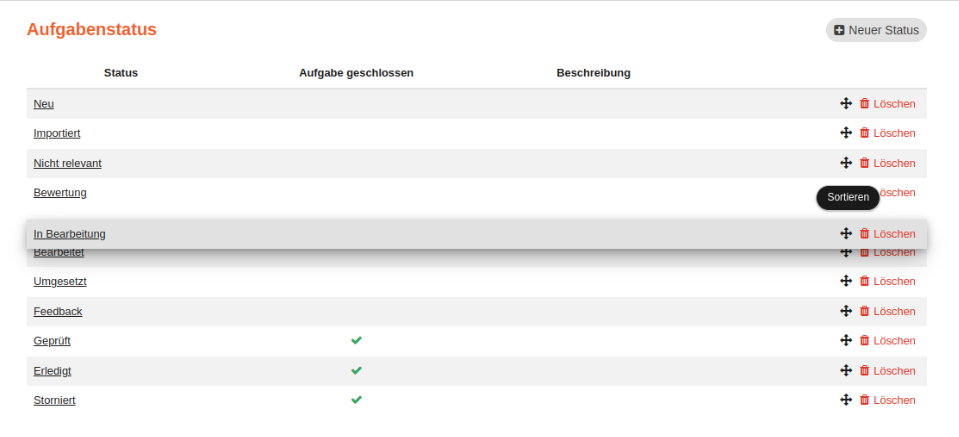 Aufgabenstatus
Neuer Status
Status Aufgabe geschlossen Beschreibung
Neu Löschen
Importiert Löschen
Nicht relevant Löschen
Bewertung öschen
Sortieren
In Bearbeitung Löschen
Bearbeitet Löschen
Umgesetzt Löschen
Feedback Löschen
Geprüft Löschen
Erledigt Löschen
Storniert Löschen